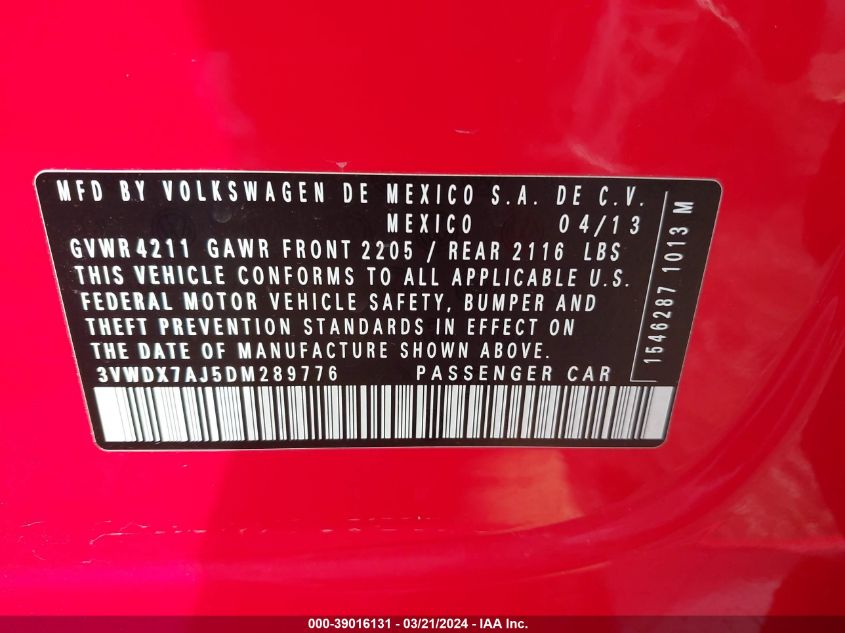 MFD BY VOLKSWAGEN DE MEXICO S.A. DE C.V.
MEXICO 04/13
GVWR 4211 GAWR FRONT 2205 / REAR 2116 LBS
THIS VEHICLE CONFORMS TO ALL APPLICABLE U.S.
FEDERAL MOTOR VEHICLE SAFETY, BUMPER AND
THEFT PREVENTION STANDARDS IN EFFECT ON
THE DATE OF MANUFACTURE SHOWN ABOVE.
3VWDX7AJ5DM289776 PASSENGER CAR
1546287 1013 M
000-39016131 - 03/21/2024 - IAA Inc.